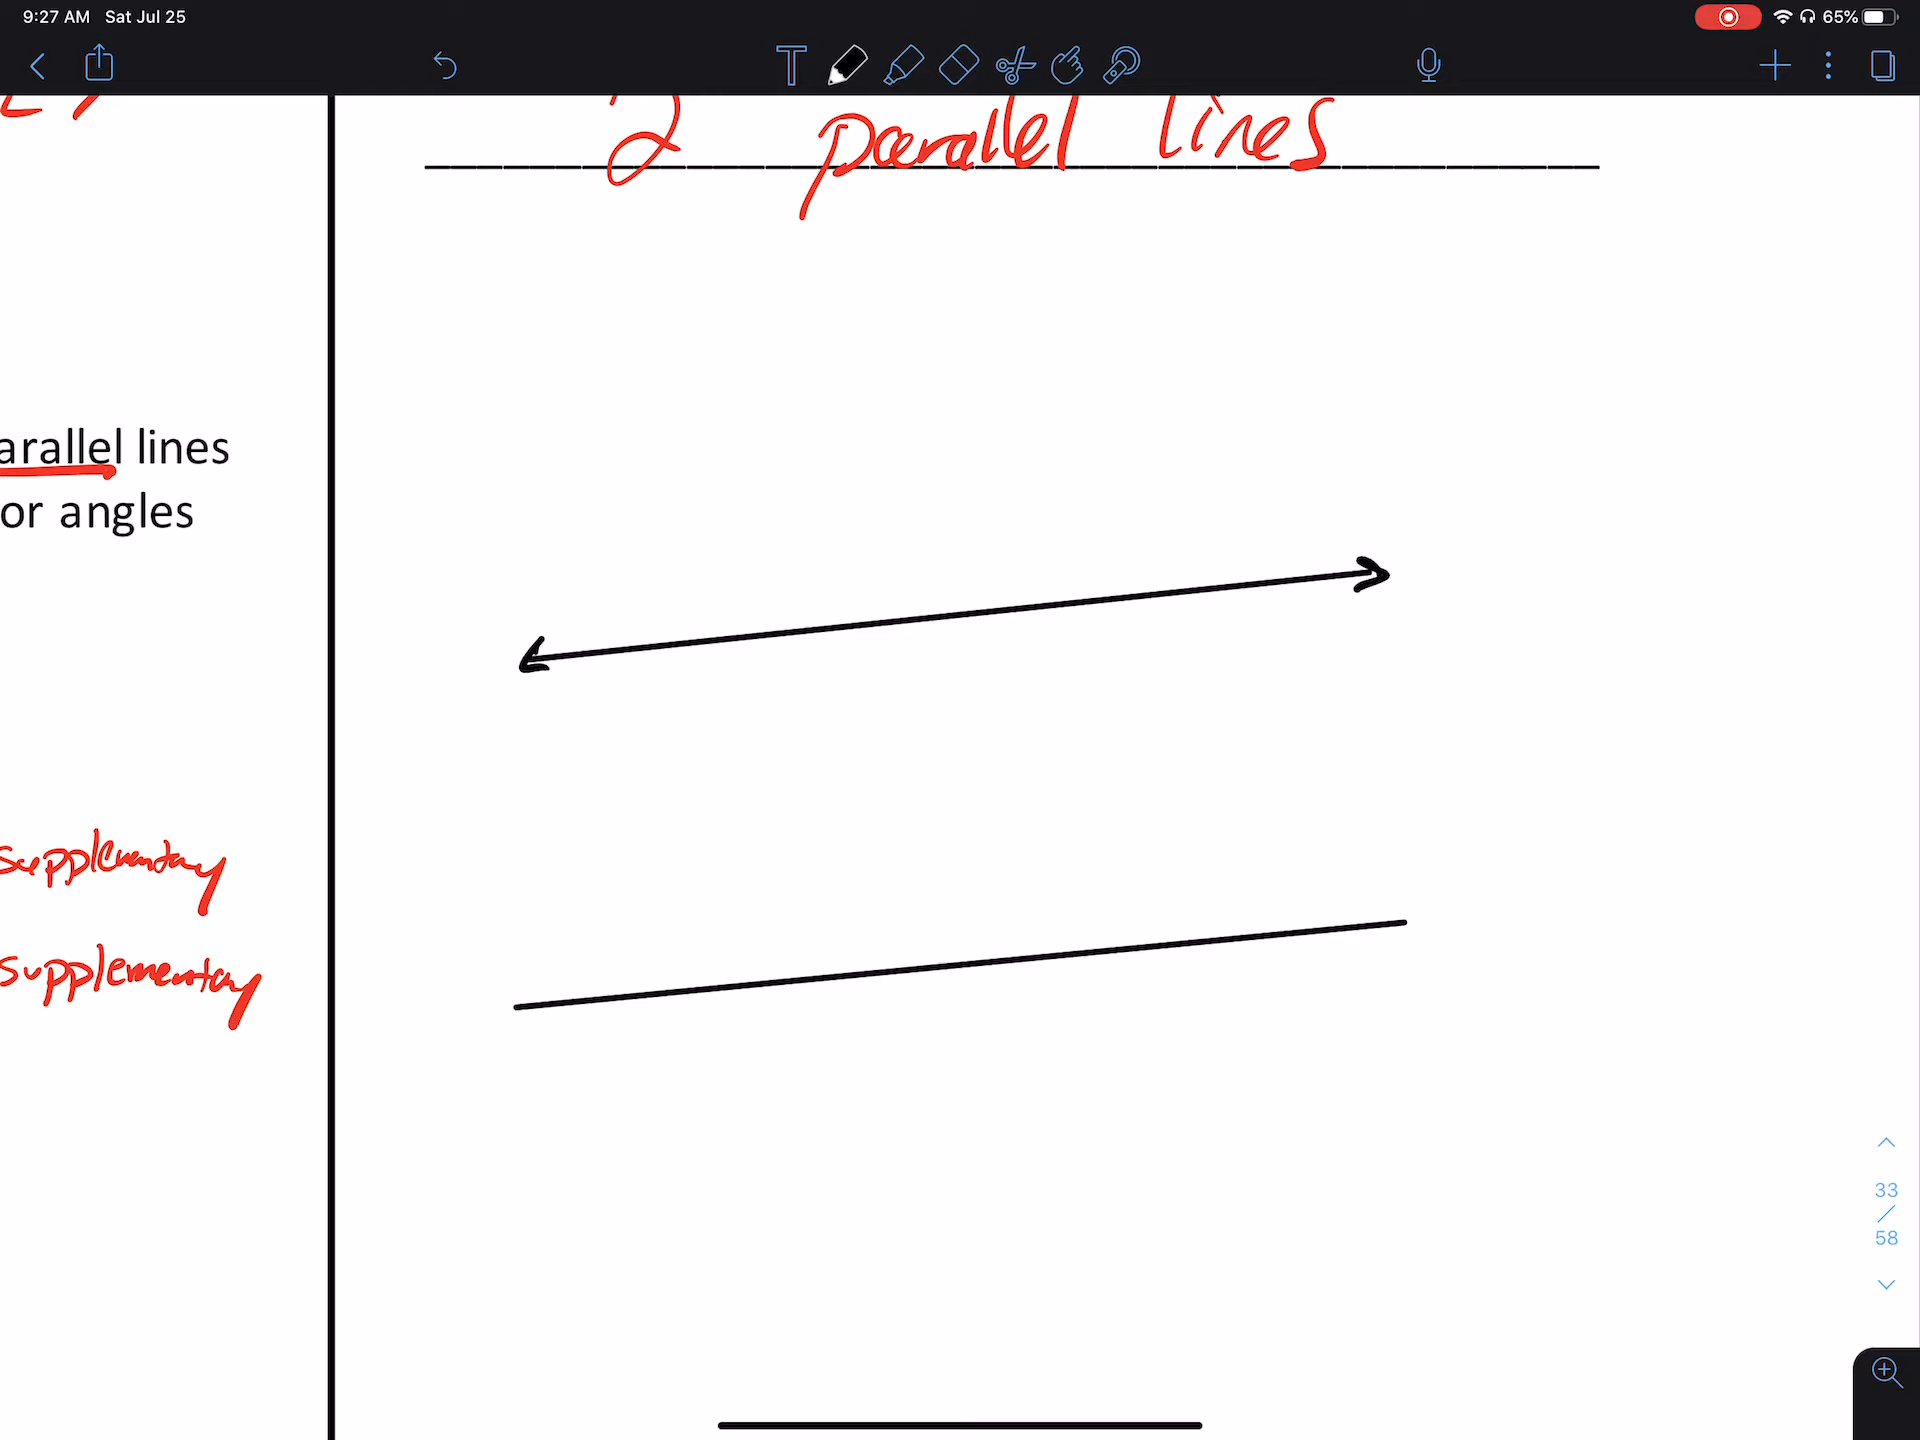 9:27 AM Sat Jul 25
65%
T
2 parallel lines
arallel lines
or angles
supplementary
supplementary
33
/
58